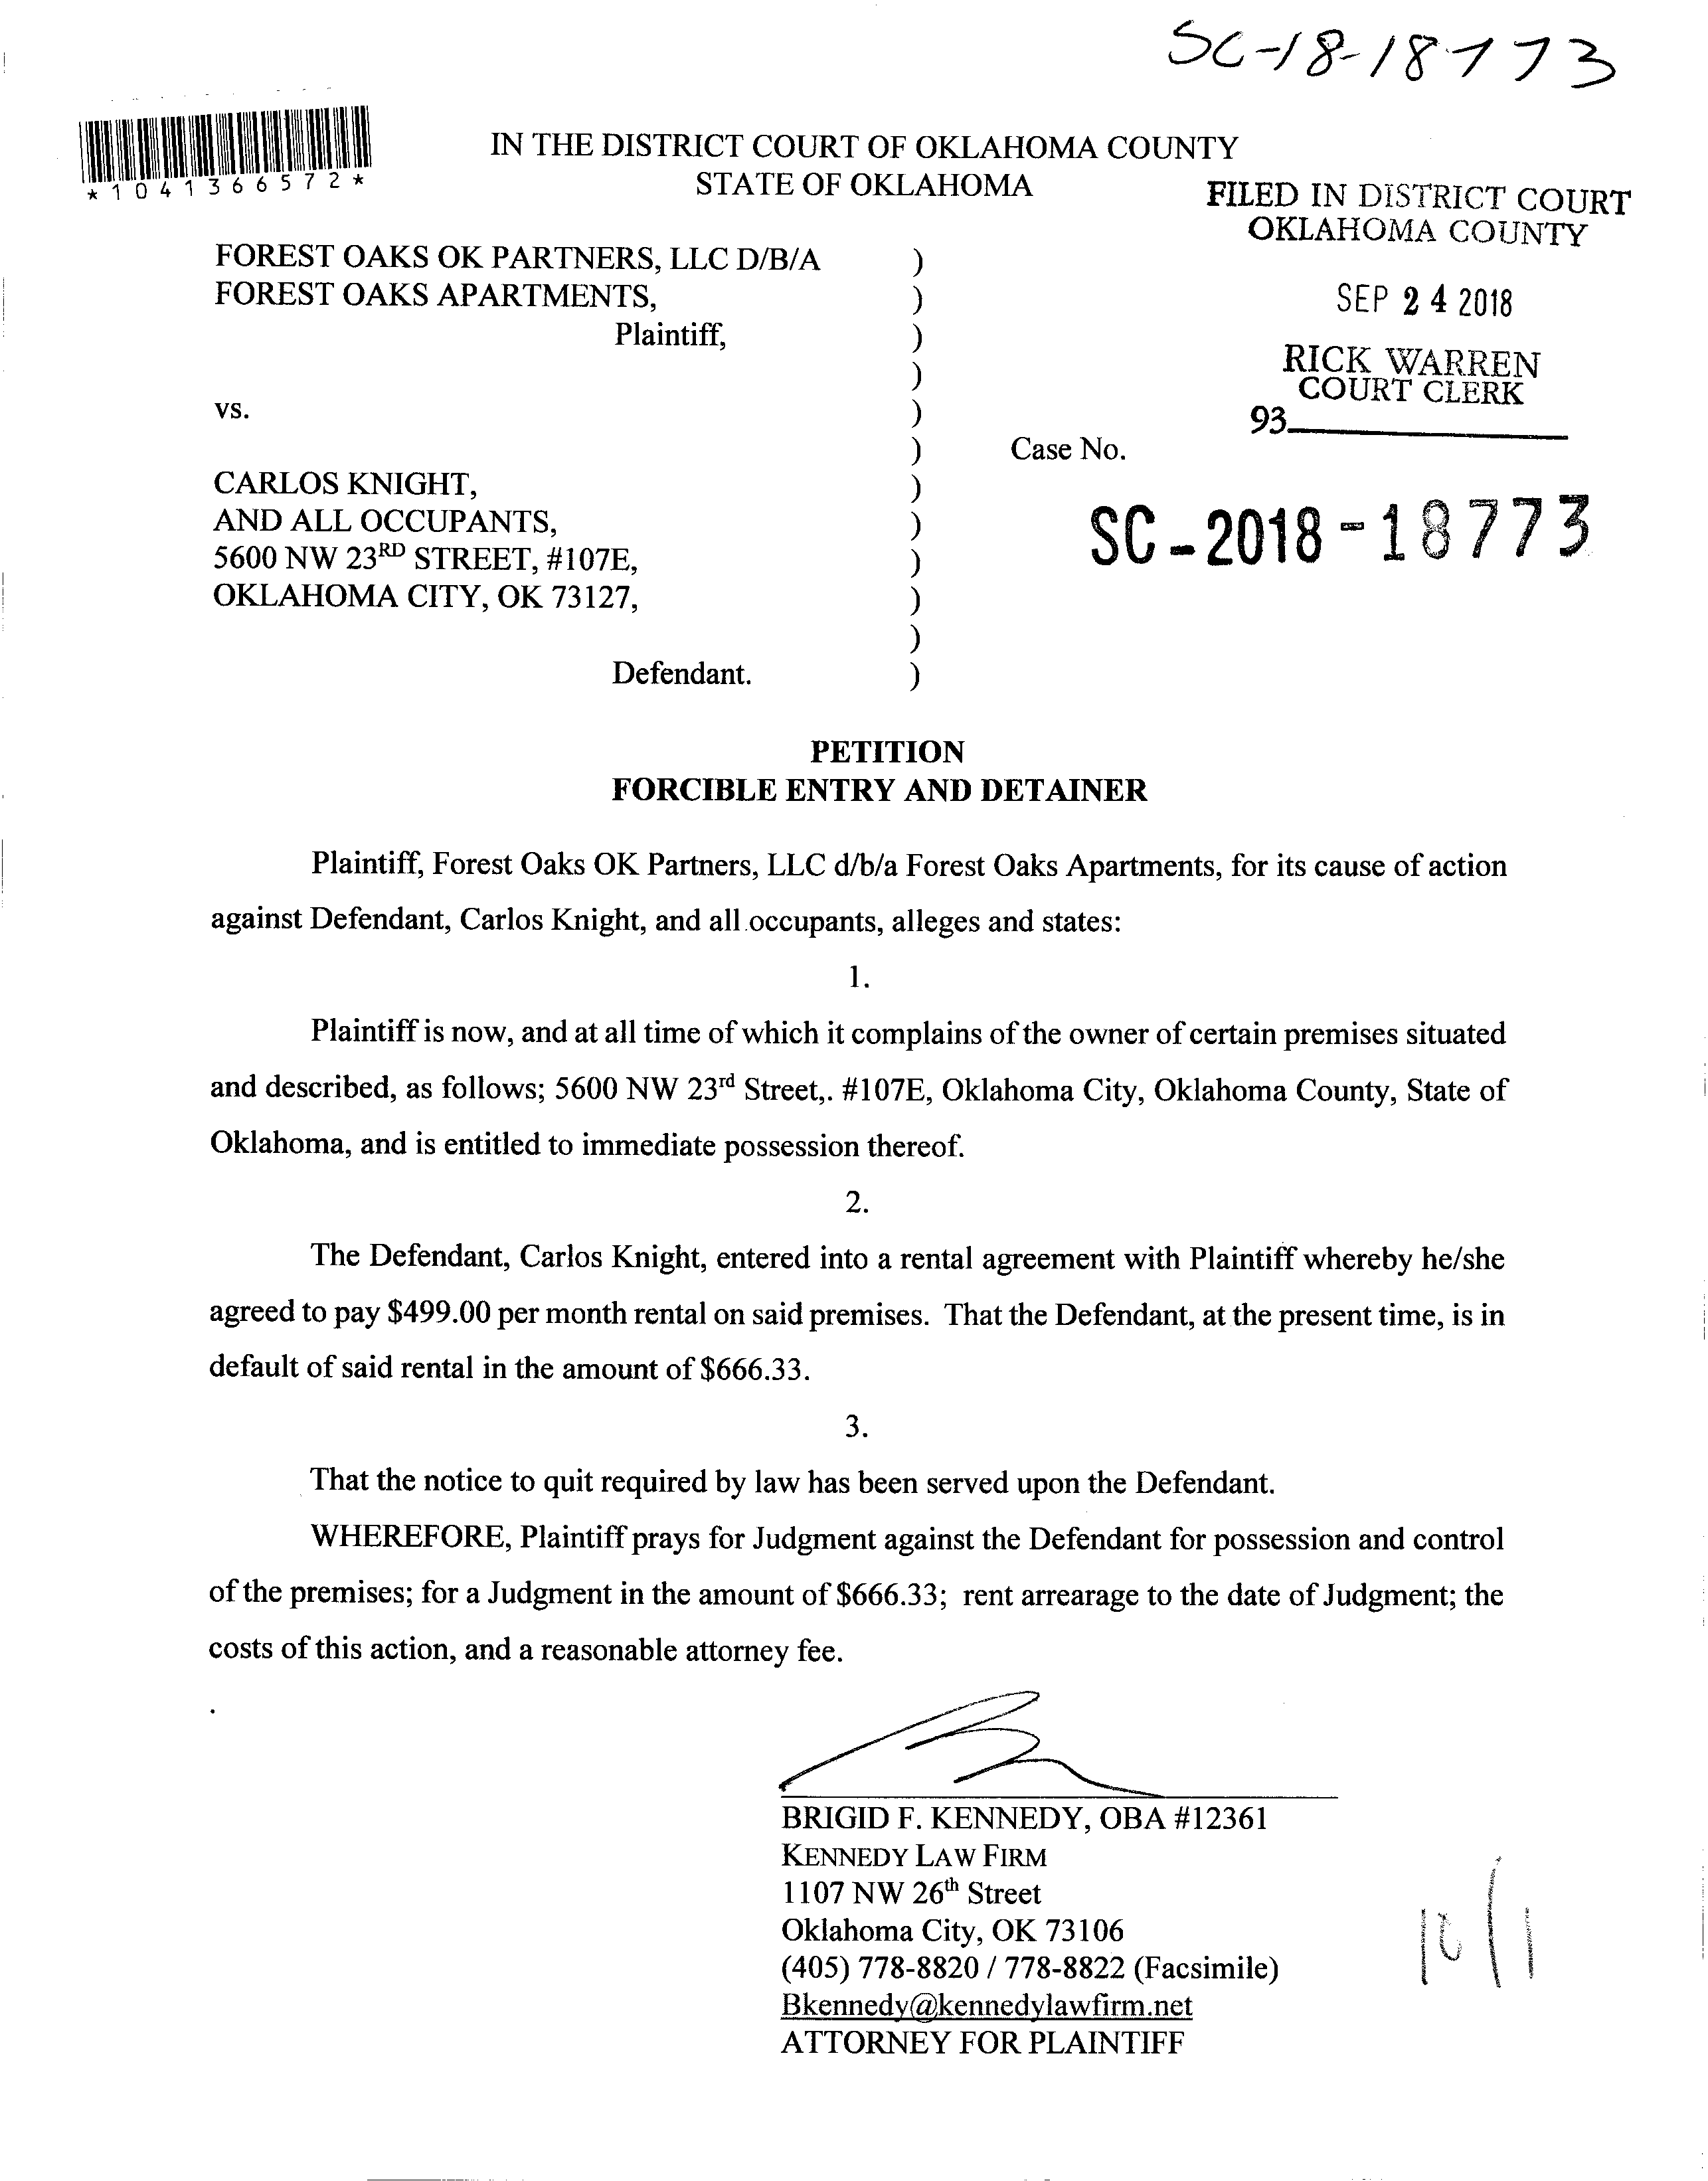 SC-18-18773
*1041366572*
IN THE DISTRICT COURT OF OKLAHOMA COUNTY
STATE OF OKLAHOMA
FILED IN DISTRICT COURT
OKLAHOMA COUNTY
SEP 24 2018
RICK WARREN
COURT CLERK
93
FOREST OAKS OK PARTNERS, LLC D/B/A )
FOREST OAKS APARTMENTS, )
Plaintiff, )
)
vs. )
) Case No.
CARLOS KNIGHT, )
AND ALL OCCUPANTS, ) SC-2018-18773
5600 NW 23RD STREET, #107E, )
OKLAHOMA CITY, OK 73127, )
)
Defendant. )
PETITION
FORCIBLE ENTRY AND DETAINER
Plaintiff, Forest Oaks OK Partners, LLC d/b/a Forest Oaks Apartments, for its cause of action
against Defendant, Carlos Knight, and all occupants, alleges and states:
1.
Plaintiff is now, and at all time of which it complains of the owner of certain premises situated
and described, as follows; 5600 NW 23rd Street,. #107E, Oklahoma City, Oklahoma County, State of
Oklahoma, and is entitled to immediate possession thereof.
2.
The Defendant, Carlos Knight, entered into a rental agreement with Plaintiff whereby he/she
agreed to pay $499.00 per month rental on said premises. That the Defendant, at the present time, is in
default of said rental in the amount of $666.33.
3.
That the notice to quit required by law has been served upon the Defendant.
WHEREFORE, Plaintiff prays for Judgment against the Defendant for possession and control
of the premises; for a Judgment in the amount of $666.33; rent arrearage to the date of Judgment; the
costs of this action, and a reasonable attorney fee.
BRIGID F. KENNEDY, OBA #12361
KENNEDY LAW FIRM
1107 NW 26th Street
Oklahoma City, OK 73106
(405) 778-8820 / 778-8822 (Facsimile)
Bkennedy@kennedylawfirm.net
ATTORNEY FOR PLAINTIFF